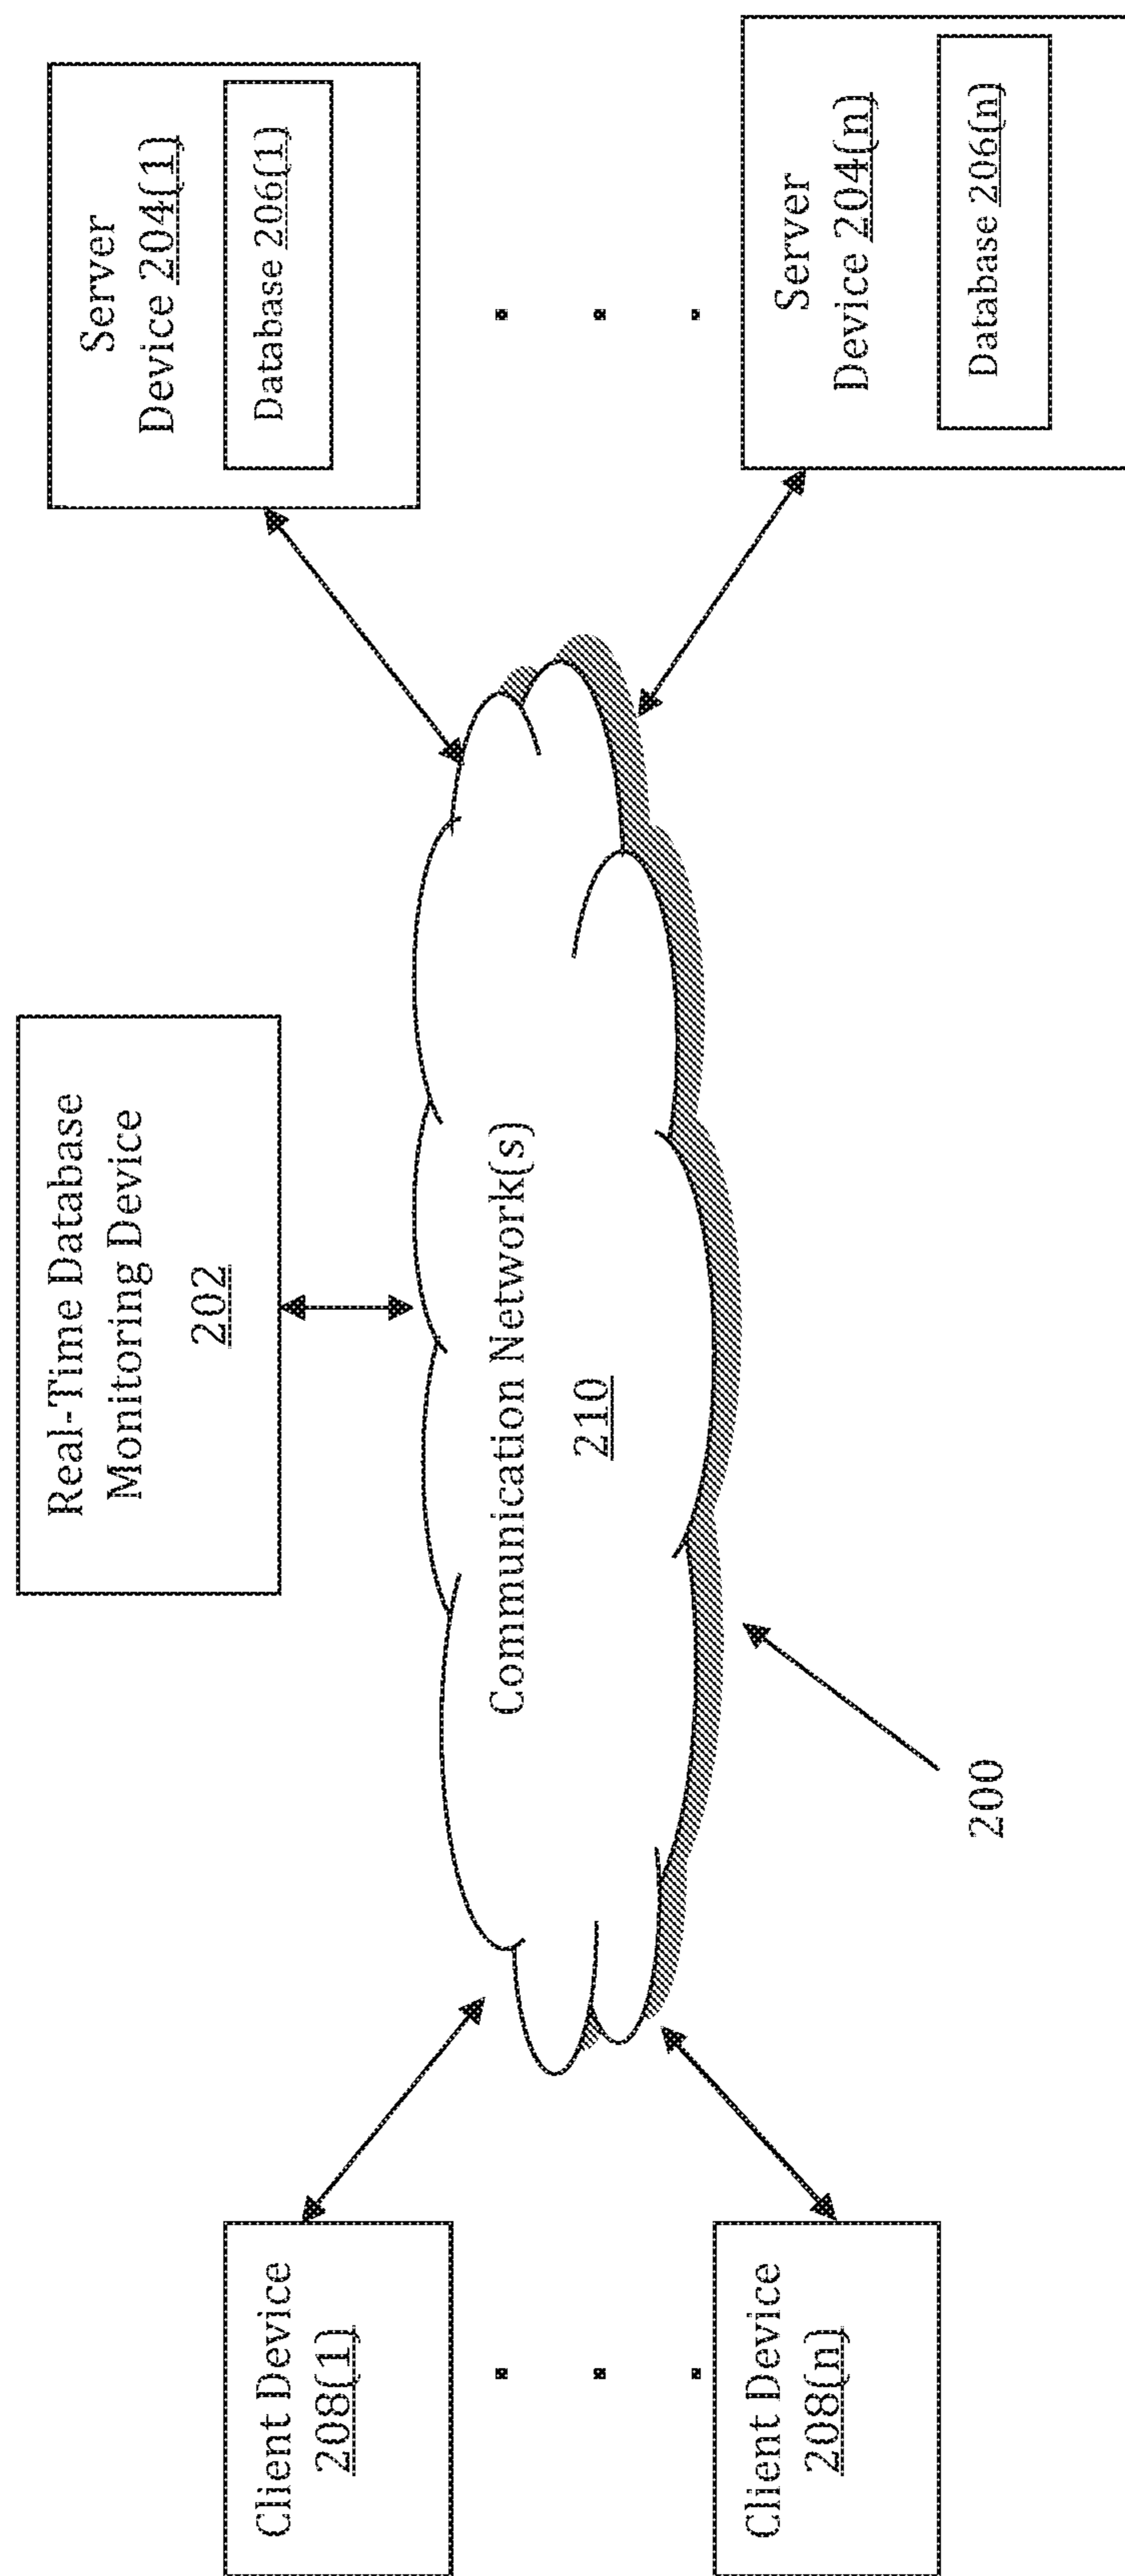 Real-Time Database
Monitoring Device
202
Client Device
208(1)
Client Device
208(n)
Communication Network(s)
210
200
Server
Device 204(1)
Database 206(1)
Server
Device 204(n)
Database 206(n)